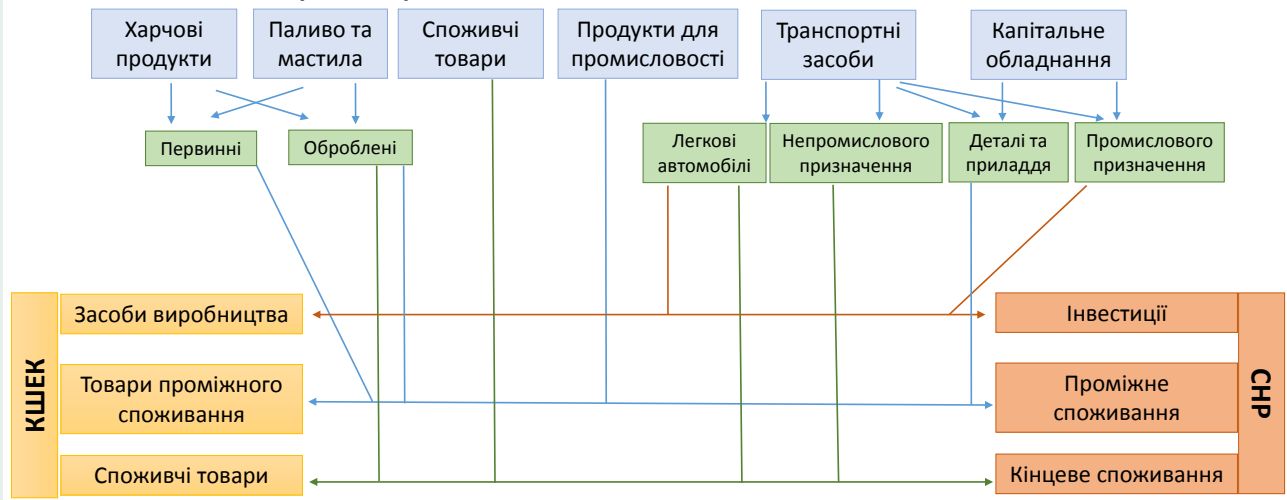 Харчові
продукти
Паливо та
мастила
Споживчі
товари
Продукти для
промисловості
Транспортні
засоби
Капітальне
обладнання
Первинні
Оброблені
Легкові
автомобілі
Непромислового
призначення
Деталі та
приладдя
Промислового
призначення
КШЕК
Засоби виробництва
Товари проміжного
споживання
Споживчі товари
Інвестиції
Проміжне
споживання
Кінцеве споживання
СНР